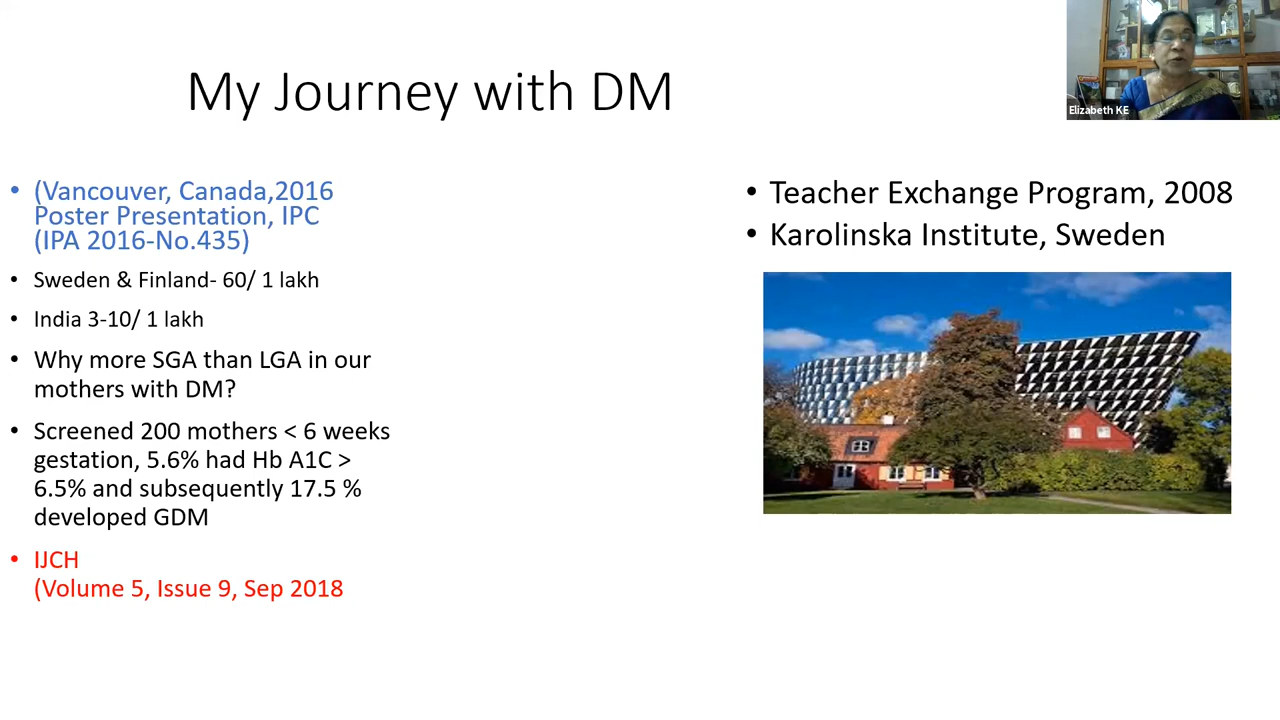 My Journey with DM
Elizabeth KE
• (Vancouver, Canada,2016
Poster Presentation, IPC
(IPA 2016-No.435)
• Sweden & Finland- 60/ 1 lakh
• India 3-10/ 1 lakh
• Why more SGA than LGA in our
mothers with DM?
• Screened 200 mothers < 6 weeks
gestation, 5.6% had Hb A1C >
6.5% and subsequently 17.5 %
developed GDM
• IJCH
(Volume 5, Issue 9, Sep 2018
• Teacher Exchange Program, 2008
• Karolinska Institute, Sweden